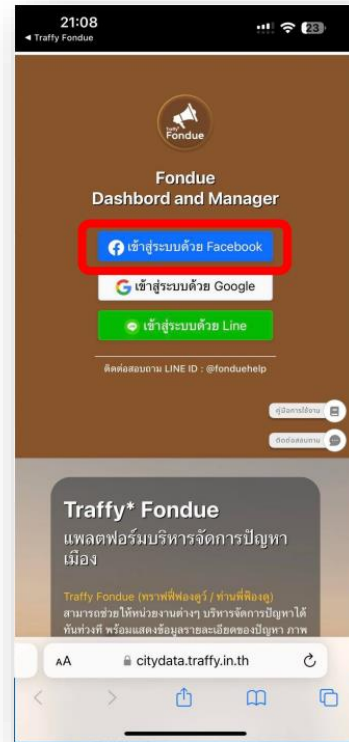 21:08
23
◀ Traffy Fondue
Traffy
Fondue
Fondue
Dashbord and Manager
เข้าสู่ระบบด้วย Facebook
เข้าสู่ระบบด้วย Google
เข้าสู่ระบบด้วย Line
ติดต่อสอบถาม LINE ID : @fonduehelp
คู่มือการใช้งาน
ติดต่อสอบถาม
Traffy* Fondue
แพลตฟอร์มบริหารจัดการปัญหา
เมือง
Traffy Fondue (ทราฟฟี่ฟองดูว์ / ท่านพี่ฟ้องดู)
สามารถช่วยให้หน่วยงานต่างๆ บริหารจัดการปัญหาได้
ทันท่วงที พร้อมแสดงข้อมูลรายละเอียดของปัญหา ภาพ
AA
citydata.traffy.in.th